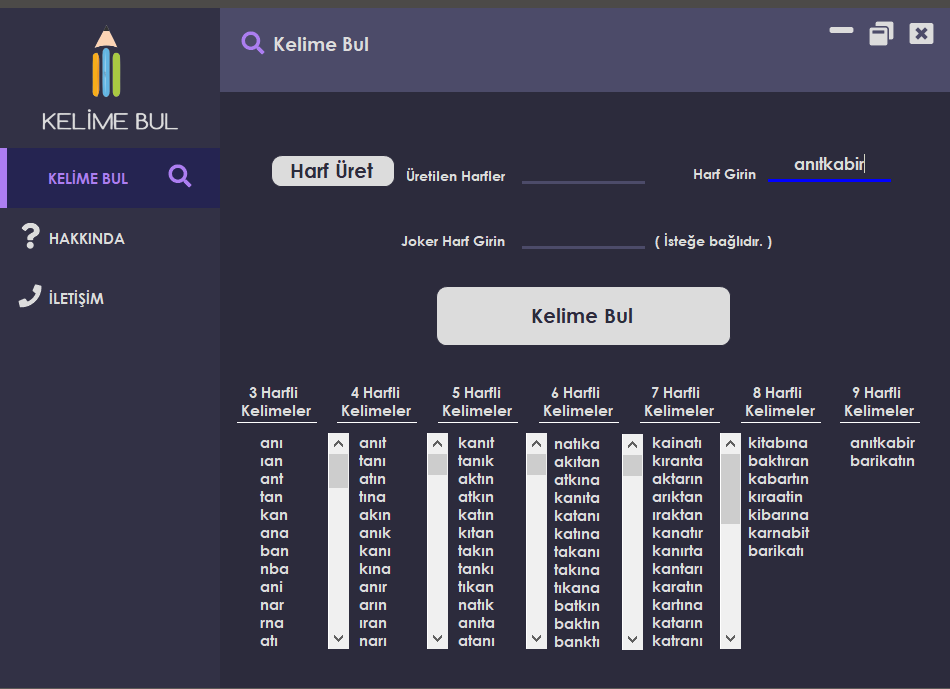 KELİME BUL
Kelime Bul
KELİME BUL
HAKKINDA
İLETİŞİM
Harf Üret
Üretilen Harfler
Harf Girin
anıtkabir
Joker Harf Girin
( İsteğe bağlıdır. )
Kelime Bul
3 Harfli
Kelimeler
anı
ıan
ant
tan
kan
ana
ban
nba
ani
nar
rna
atı
4 Harfli
Kelimeler
anıt
tanı
atın
tına
akın
anık
kanı
kına
anır
arın
ıran
narı
5 Harfli
Kelimeler
kanıt
tanık
aktın
atkın
katın
kıtan
takın
tankı
tıkan
natık
anıta
atanı
6 Harfli
Kelimeler
natıka
akıtan
atkına
kanıta
katanı
katına
takanı
takına
tıkana
batkın
baktın
banktı
7 Harfli
Kelimeler
kainatı
kıranta
aktarın
arıktan
ıraktan
kanatır
kanırta
kantarı
karatın
kartına
katarın
katranı
8 Harfli
Kelimeler
kitabına
baktıran
kabartın
kıraatin
kibarına
karnabit
barikatı
9 Harfli
Kelimeler
anıtkabir
barikatın